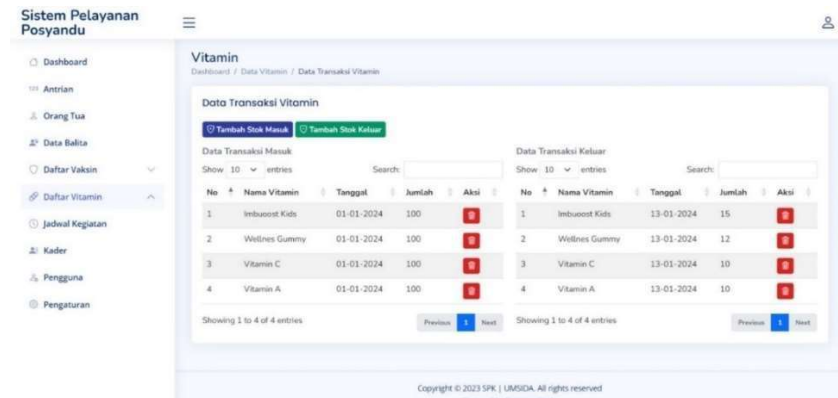 Sistem Pelayanan
Posyandu
Dashboard
Antrian
Orang Tua
Data Balita
Daftar Vaksin
Daftar Vitamin
Jadwal Kegiatan
Kader
Pengguna
Pengaturan
Vitamin
Dashboard / Data Vitamin / Data Transaksi Vitamin
Data Transaksi Vitamin
Tambah Stok Masuk Tambah Stok Keluar
Data Transaksi Masuk
Show 10 entries Search:
No Nama Vitamin Tanggal Jumlah Aksi
1 Imbuoost Kids 01-01-2024 100
2 Wellnes Gummy 01-01-2024 100
3 Vitamin C 01-01-2024 100
4 Vitamin A 01-01-2024 100
Showing 1 to 4 of 4 entries
Previous 1 Next
Data Transaksi Keluar
Show 10 entries Search:
No Nama Vitamin Tanggal Jumlah Aksi
1 Imbuoost Kids 13-01-2024 15
2 Wellnes Gummy 13-01-2024 12
3 Vitamin C 13-01-2024 10
4 Vitamin A 13-01-2024 10
Showing 1 to 4 of 4 entries
Previous 1 Next
Copyright © 2023 SPK | UMSIDA. All rights reserved